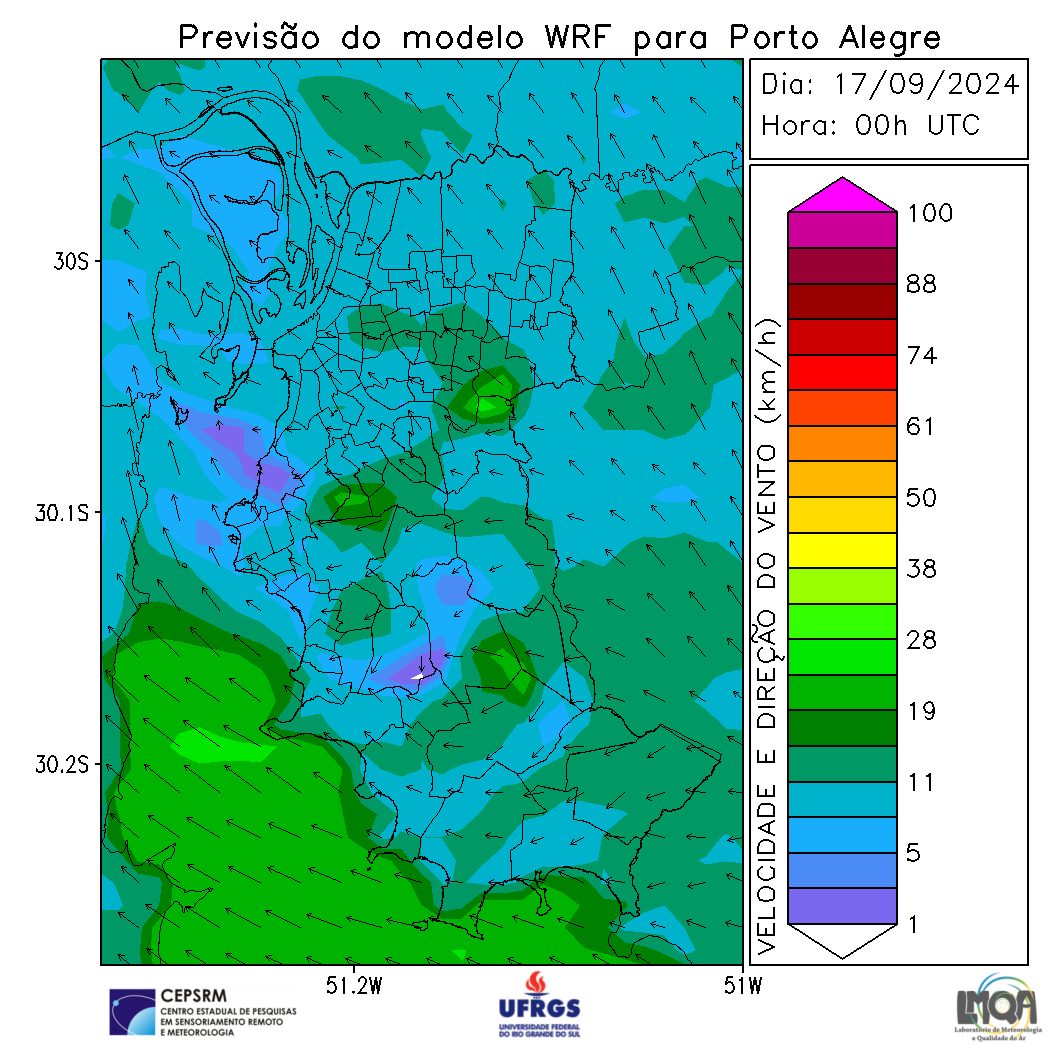 Previsão do modelo WRF para Porto Alegre
Dia: 17/09/2024
Hora: 00h UTC
30S
30.1S
30.2S
51.2W
51W
VELOCIDADE E DIREÇÃO DO VENTO (km/h)
100
88
74
61
50
38
28
19
11
5
1
CEPSRM
CENTRO ESTADUAL DE PESQUISAS
EM SENSORIAMENTO REMOTO
E METEOROLOGIA
UFRGS
UNIVERSIDADE FEDERAL
DO RIO GRANDE DO SUL
LMQA
Laboratório de Meteorologia
e Qualidade do Ar